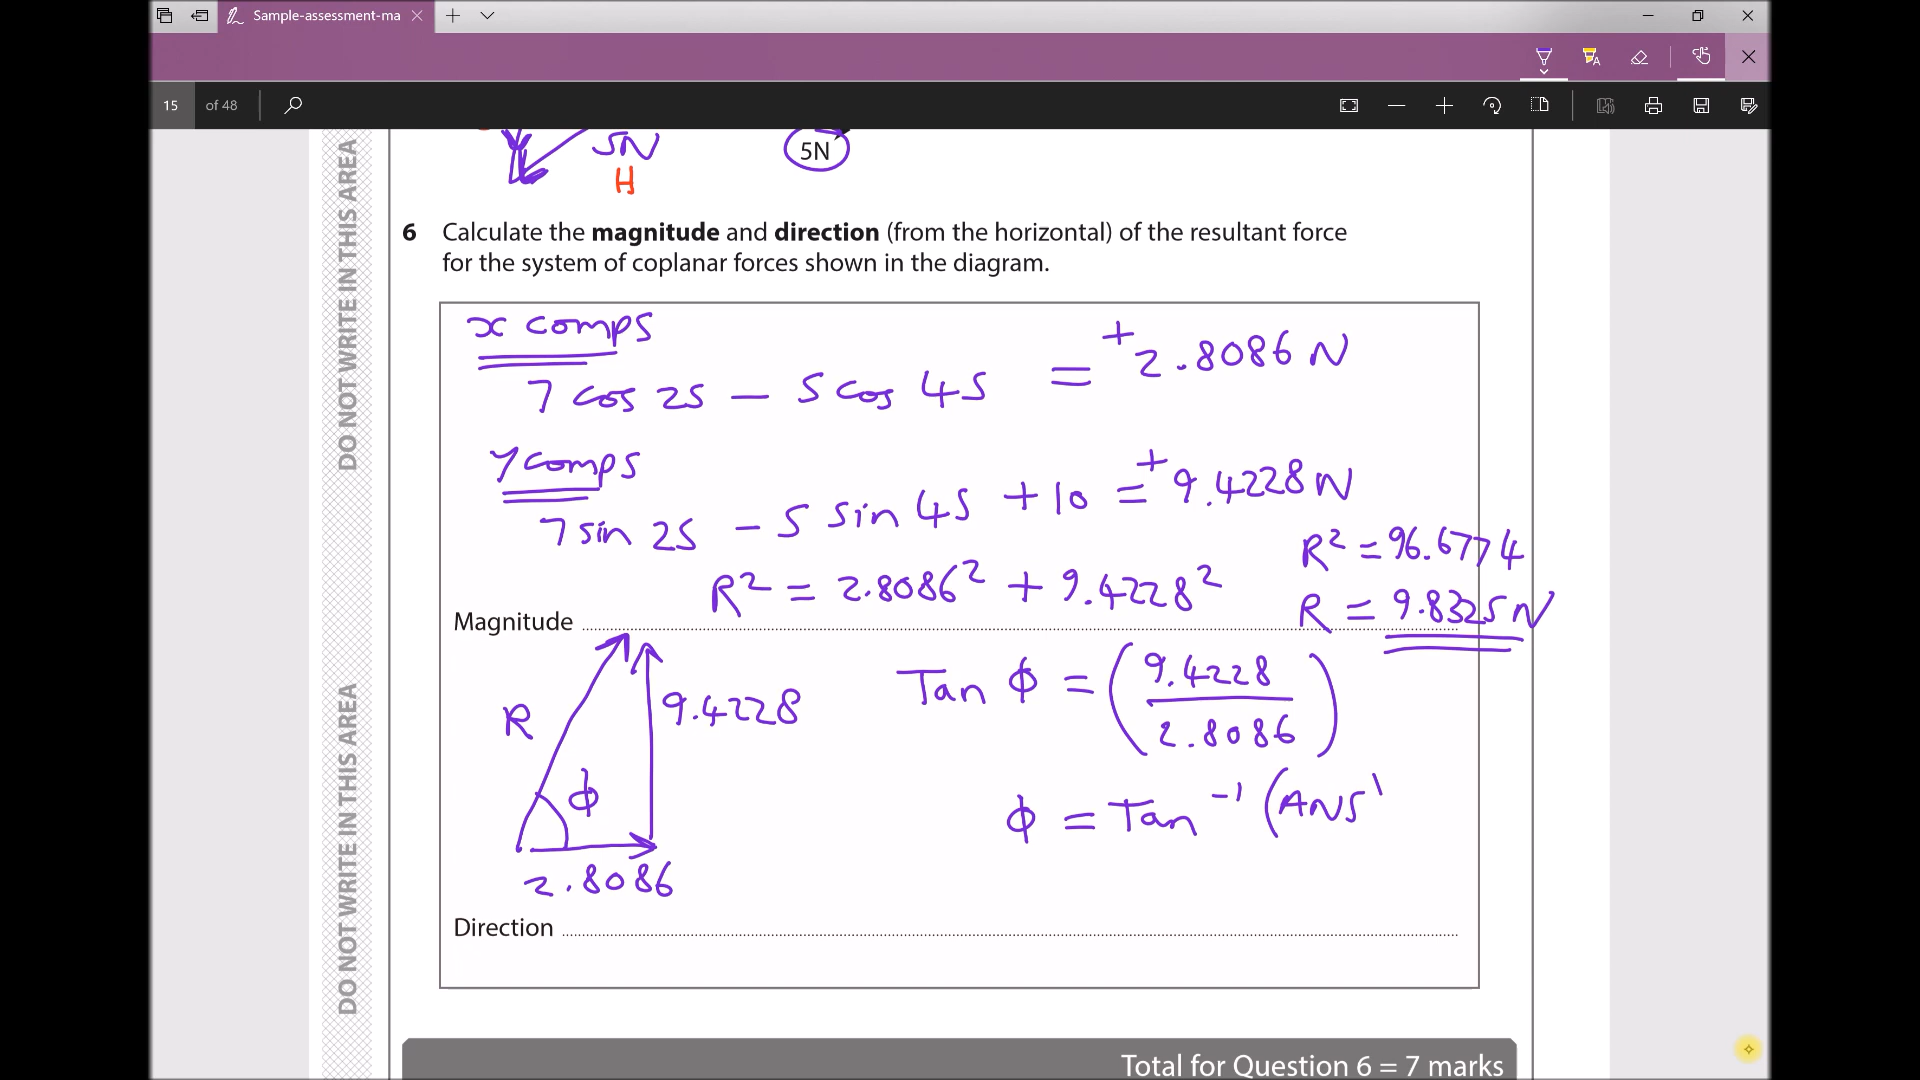 Sample-assessment-ma
15 of 48
5N
H
5N
6 Calculate the magnitude and direction (from the horizontal) of the resultant force
for the system of coplanar forces shown in the diagram.
x comps
7 cos 25 - 5 cos 45 = +2.8086 N
y comps
7 sin 25 - 5 sin 45 + 10 = +9.4228 N
R² = 96.6774
R² = 2.8086² + 9.4228²
R = 9.8325 N
Magnitude
Tan ϕ = (9.4228 / 2.8086)
R
9.4228
ϕ
ϕ = Tan⁻¹ (ANS
2.8086
Direction
Total for Question 6 = 7 marks
DO NOT WRITE IN THIS AREA
DO NOT WRITE IN THIS AREA